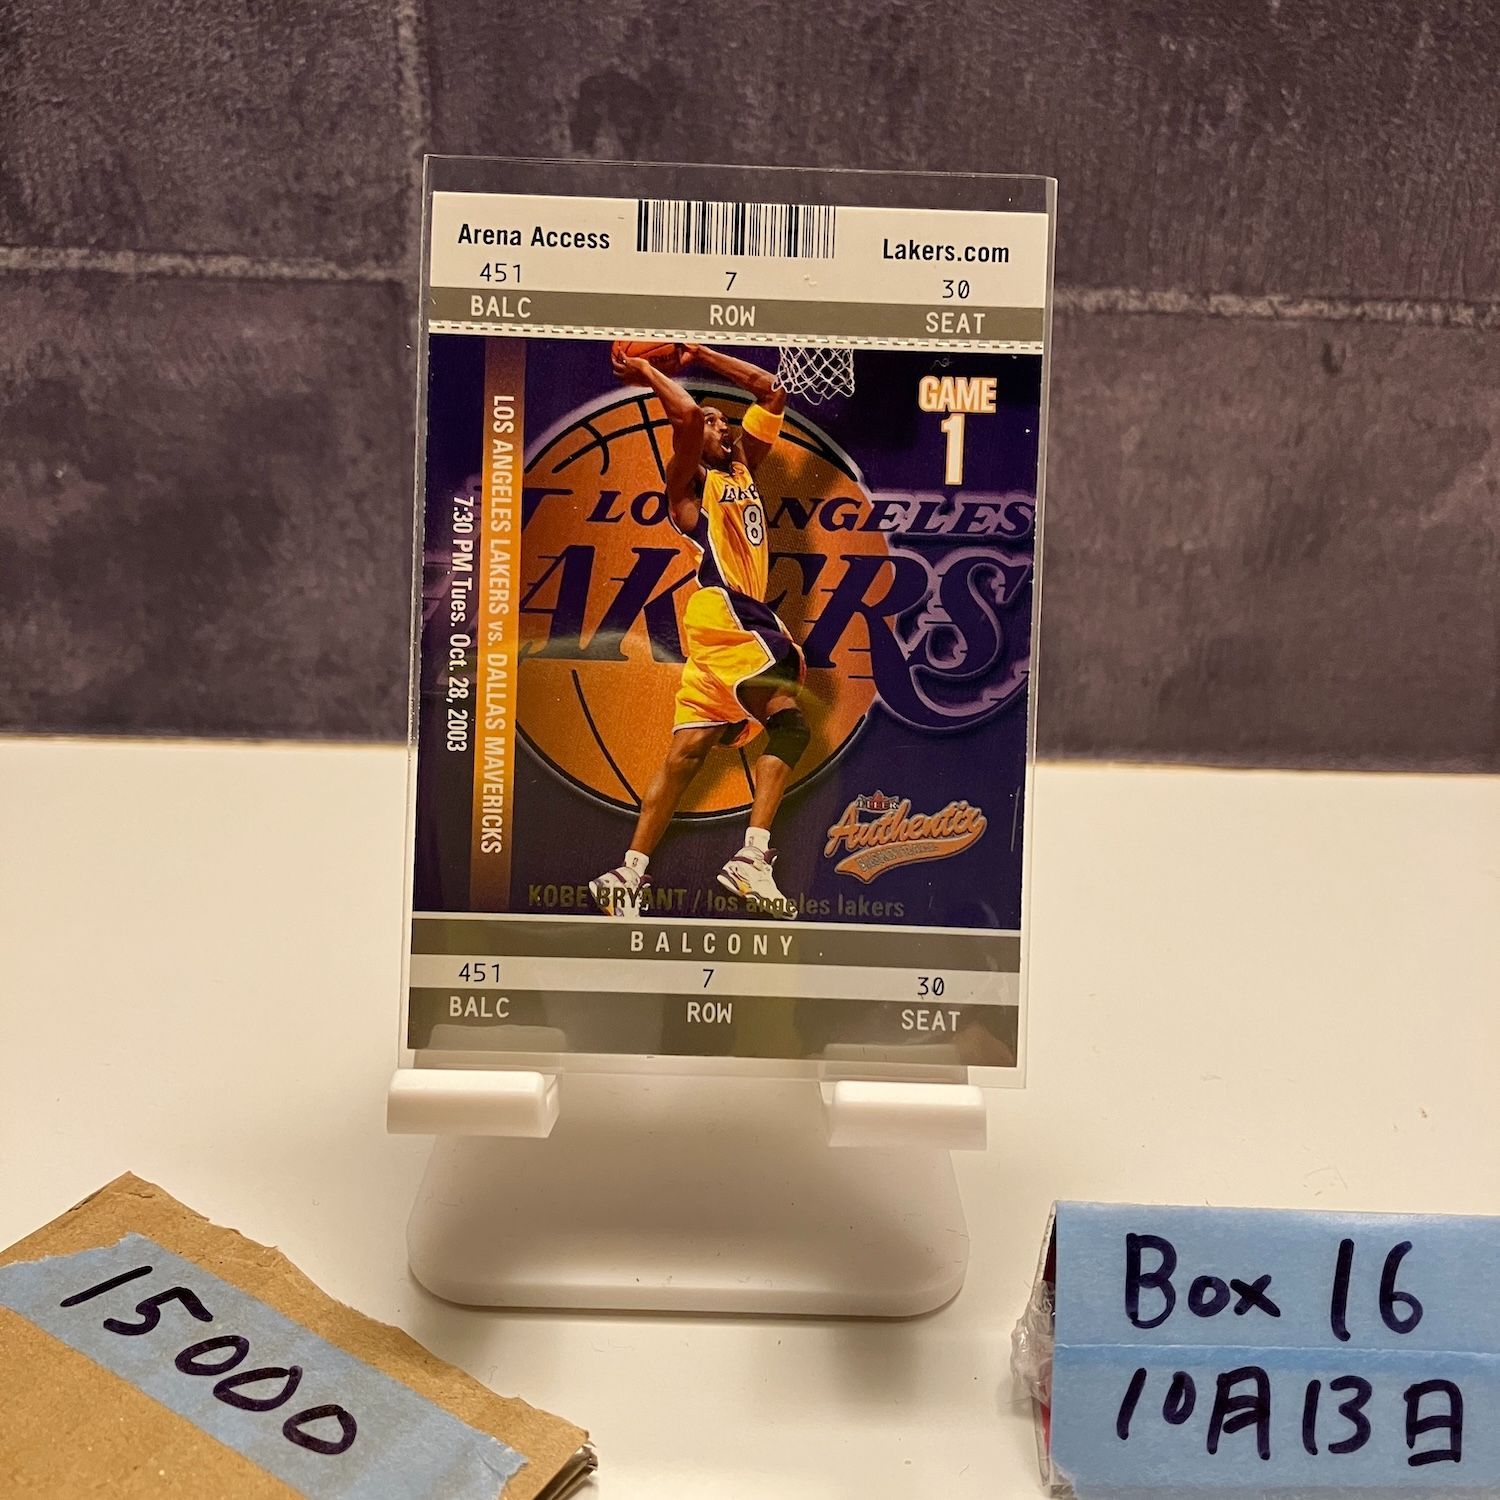 Arena Access
Lakers.com
451 7 30
BALC ROW SEAT
GAME
1
LOS ANGELES LAKERS vs. DALLAS MAVERICKS
7:30 PM Tues. Oct. 28, 2003
LOS ANGELES
LAKERS
LAKERS
8
FLEER
Authentix
BASKETBALL
KOBE BRYANT / los angeles lakers
BALCONY
451 7 30
BALC ROW SEAT
15000
Box 16
10月13日